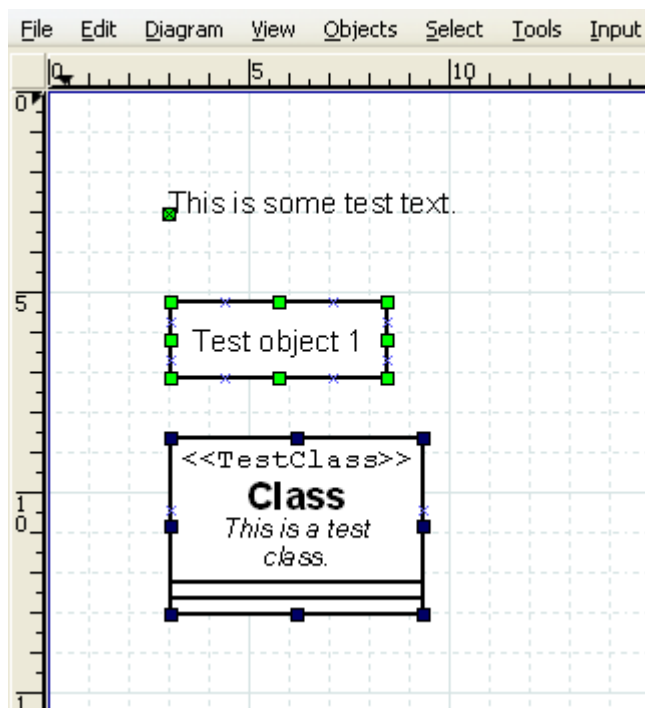 File Edit Diagram View Objects Select Tools Input
0 5 10
0
This is some test text.
5
Test object 1
<<TestClass>>
Class
This is a test
class.
1
0
1